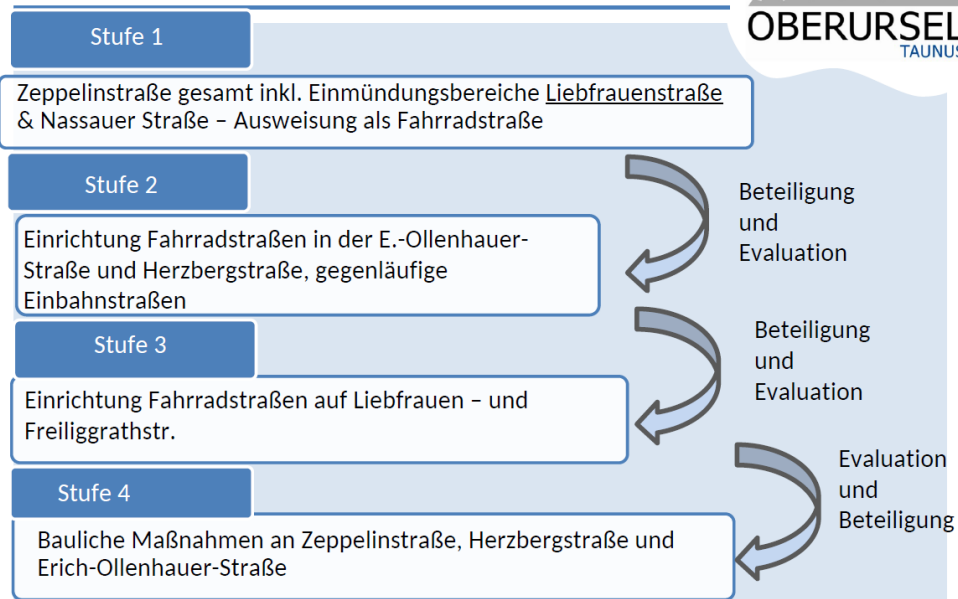 OBERURSEL
TAUNUS
Stufe 1
Zeppelinstraße gesamt inkl. Einmündungsbereiche Liebfrauenstraße
& Nassauer Straße – Ausweisung als Fahrradstraße
Stufe 2
Beteiligung
und
Evaluation
Einrichtung Fahrradstraßen in der E.-Ollenhauer-
Straße und Herzbergstraße, gegenläufige
Einbahnstraßen
Stufe 3
Beteiligung
und
Evaluation
Einrichtung Fahrradstraßen auf Liebfrauen – und
Freiliggrathstr.
Stufe 4
Evaluation
und
Beteiligung
Bauliche Maßnahmen an Zeppelinstraße, Herzbergstraße und
Erich-Ollenhauer-Straße